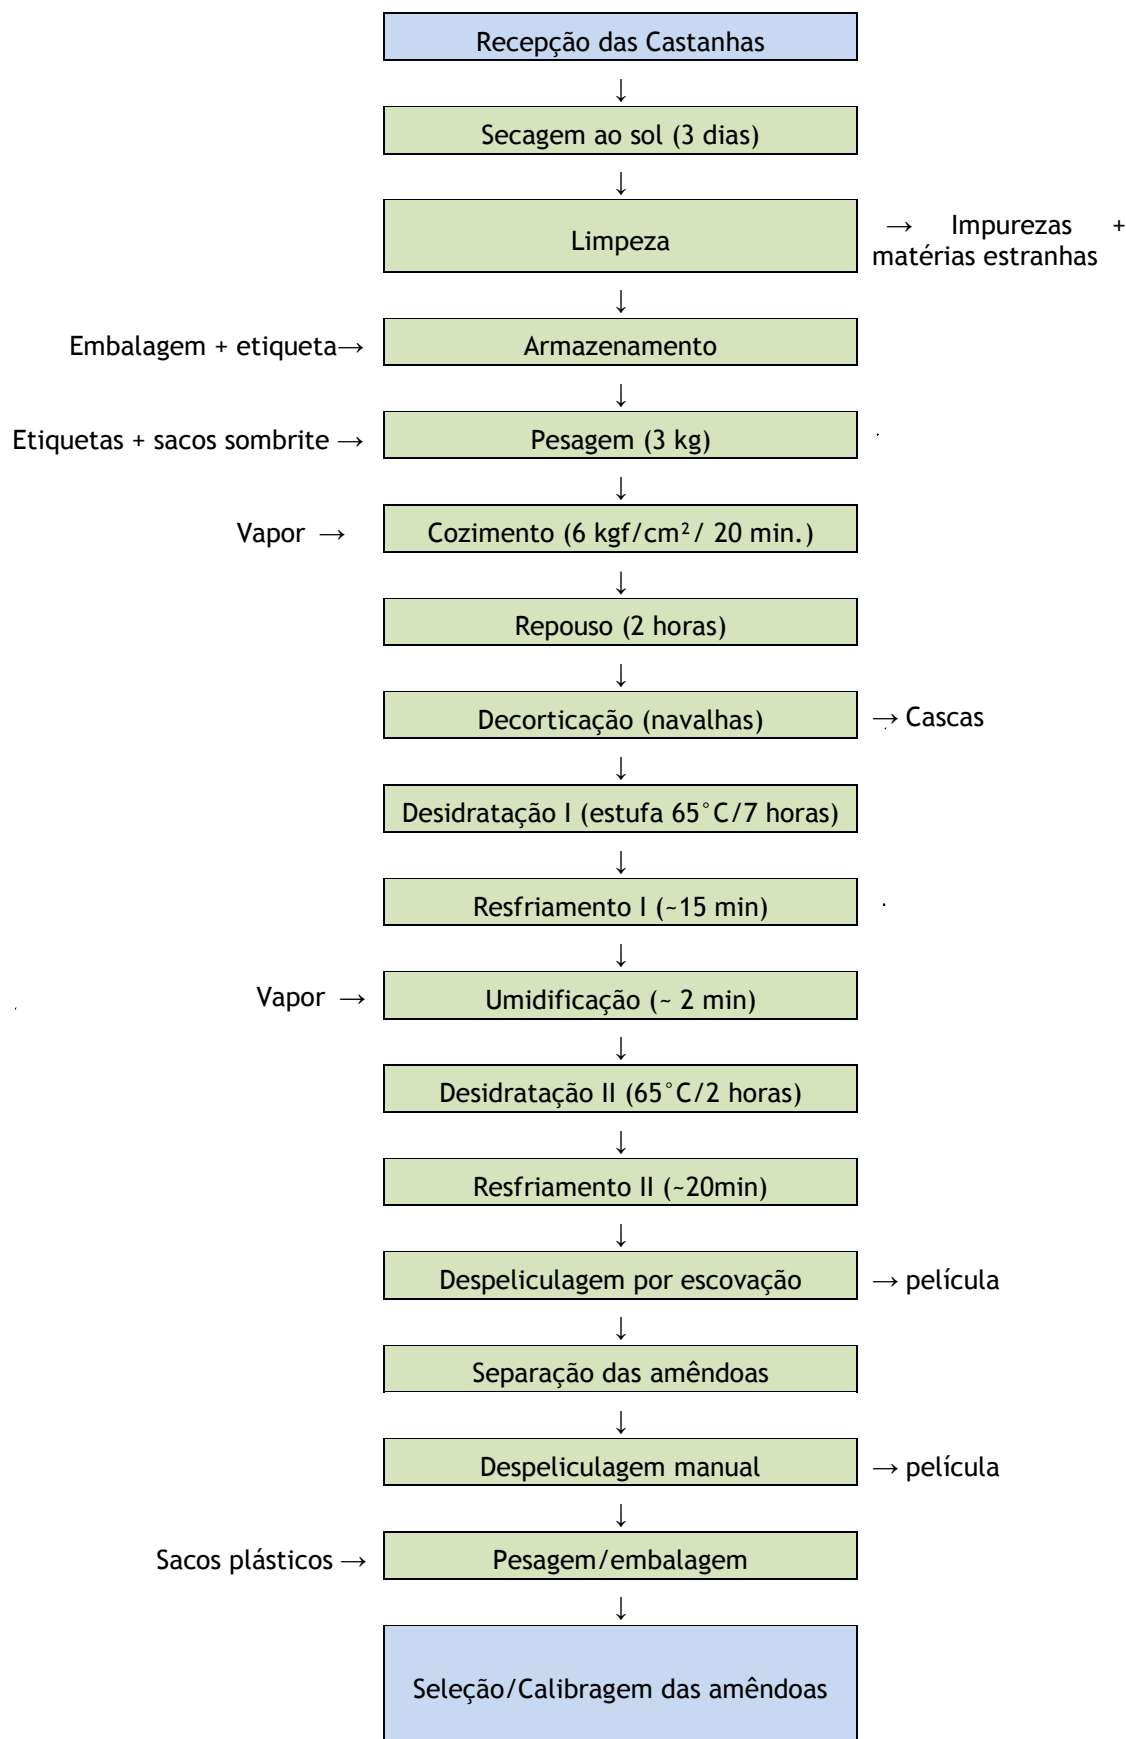 Recepção das Castanhas
↓
Secagem ao sol (3 dias)
↓
Limpeza
→ Impurezas +
matérias estranhas
↓
Embalagem + etiqueta→
Armazenamento
↓
Etiquetas + sacos sombrite →
Pesagem (3 kg)
↓
Vapor →
Cozimento (6 kgf/cm²/ 20 min.)
↓
Repouso (2 horas)
↓
Decorticação (navalhas)
→ Cascas
↓
Desidratação I (estufa 65°C/7 horas)
↓
Resfriamento I (~15 min)
↓
Vapor →
Umidificação (~ 2 min)
↓
Desidratação II (65°C/2 horas)
↓
Resfriamento II (~20min)
↓
Despeliculagem por escovação
→ película
↓
Separação das amêndoas
↓
Despeliculagem manual
→ película
↓
Sacos plásticos →
Pesagem/embalagem
↓
Seleção/Calibragem das amêndoas